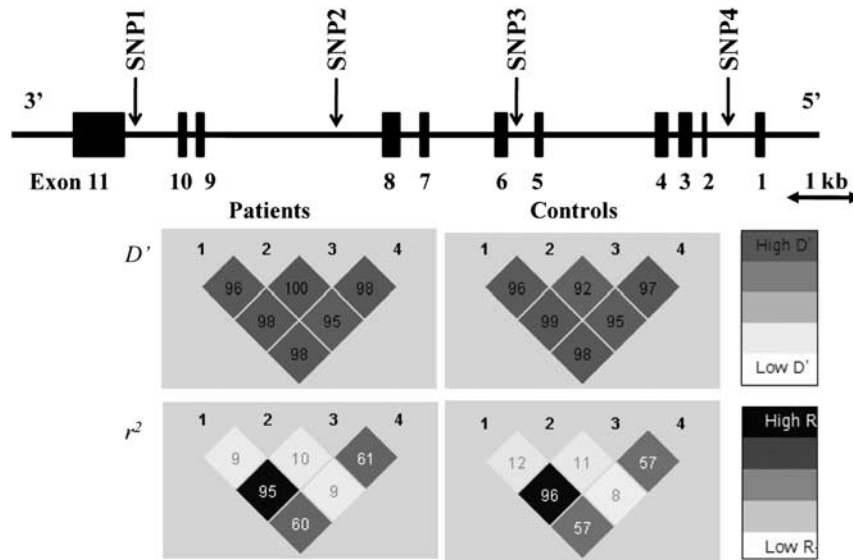 SNP1 SNP2 SNP3 SNP4
3’ 5’
Exon 11 10 9 8 7 6 5 4 3 2 1 1 kb
Patients Controls
D’ 1 2 3 4 1 2 3 4 High D’
96 100 98 96 92 97
98 95 99 95
98 98 Low D’
r² 1 2 3 4 1 2 3 4 High R
9 10 61 12 11 57
95 9 96 8
60 57 Low R